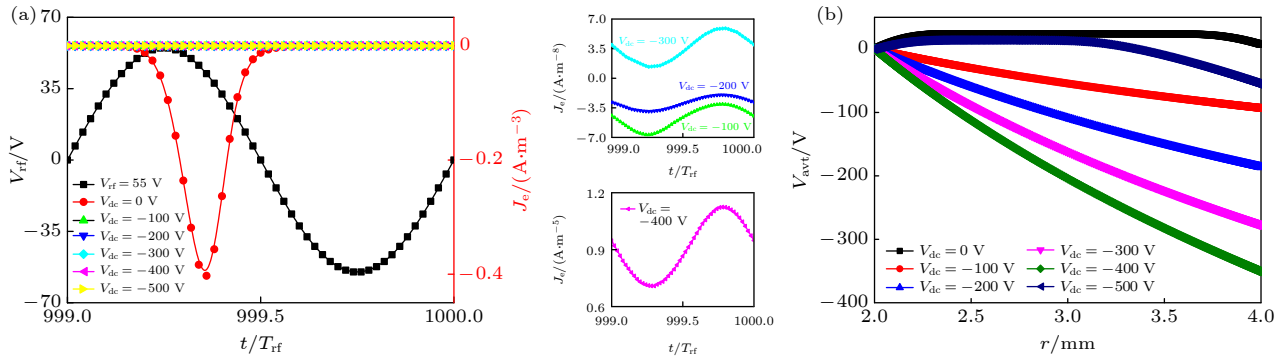 (a)
70
35
0
−35
−70
V_rf/V
V_rf = 55 V
V_dc = 0 V
V_dc = −100 V
V_dc = −200 V
V_dc = −300 V
V_dc = −400 V
V_dc = −500 V
999.0
999.5
1000.0
t/T_rf
0
−0.2
−0.4
J_e/(A·m⁻³)
7.0
3.5
0.0
−3.5
−7.0
J_e/(A·m⁻⁸)
V_dc = −300 V
V_dc = −200 V
V_dc = −100 V
999.0
999.5
1000.0
t/T_rf
1.2
0.9
0.6
J_e/(A·m⁻⁵)
V_dc =
−400 V
999.0
999.5
1000.0
t/T_rf
(b)
0
−100
−200
−300
−400
V_avt/V
V_dc = 0 V
V_dc = −100 V
V_dc = −200 V
V_dc = −300 V
V_dc = −400 V
V_dc = −500 V
2.0
2.5
3.0
3.5
4.0
r/mm